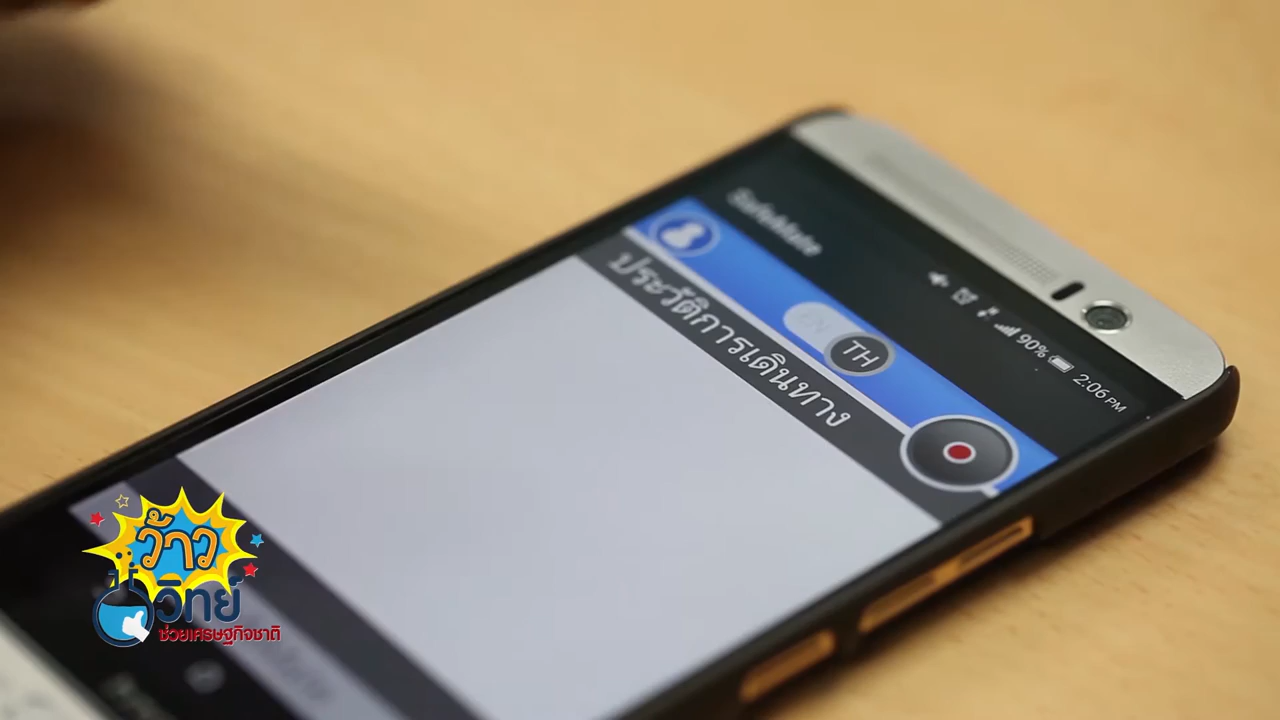 SafeMate
90% 2:06 PM
EN TH
ประวัติการเดินทาง
ว้าว
วิทย์
ช่วยเศรษฐกิจชาติ